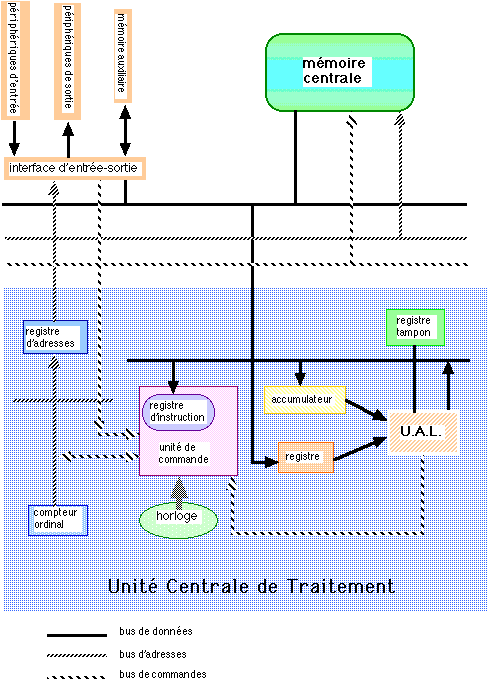 périphériques d'entrée
périphériques de sortie
mémoire auxiliaire
mémoire
centrale
interface d'entrée-sortie
registre
d'adresses
registre
tampon
registre
d'instruction
accumulateur
U.A.L.
unité de
commande
registre
compteur
ordinal
horloge
Unité Centrale de Traitement
bus de données
bus d'adresses
bus de commandes